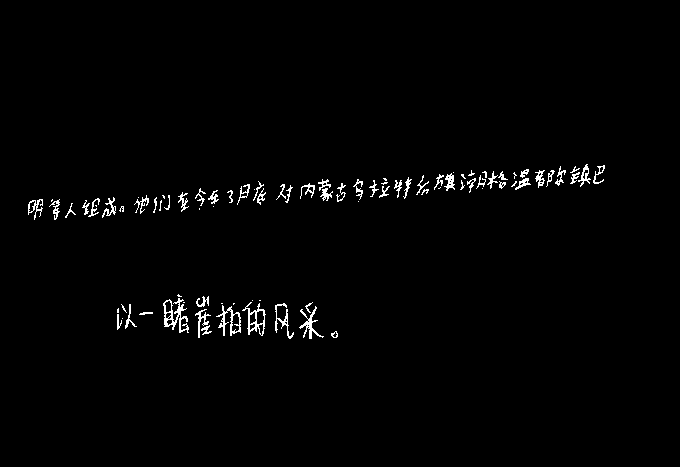 明等人组成。他们在今年3月底对内蒙古乌拉特后旗潮格温都尔镇巴
以一睹崖柏的风采。